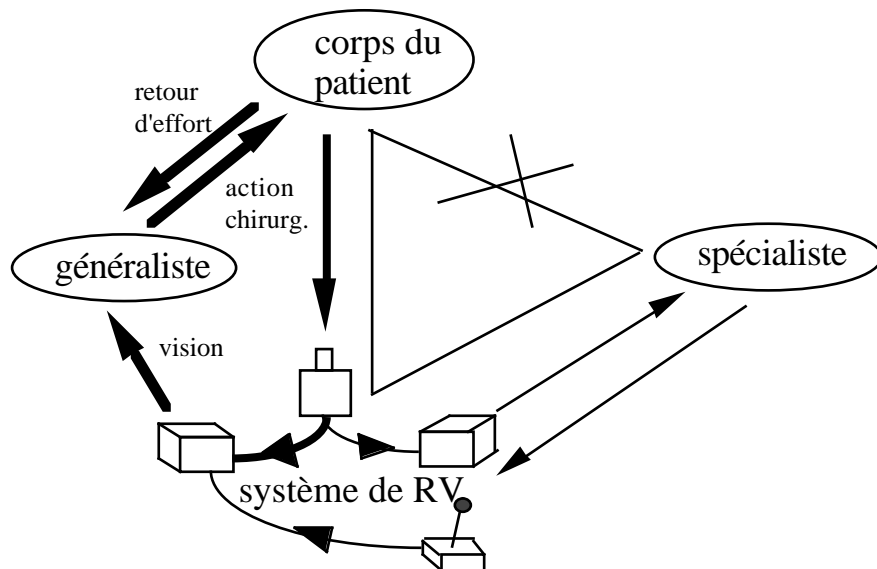 corps du
patient
retour
d'effort
action
chirurg.
généraliste
spécialiste
vision
système de RV